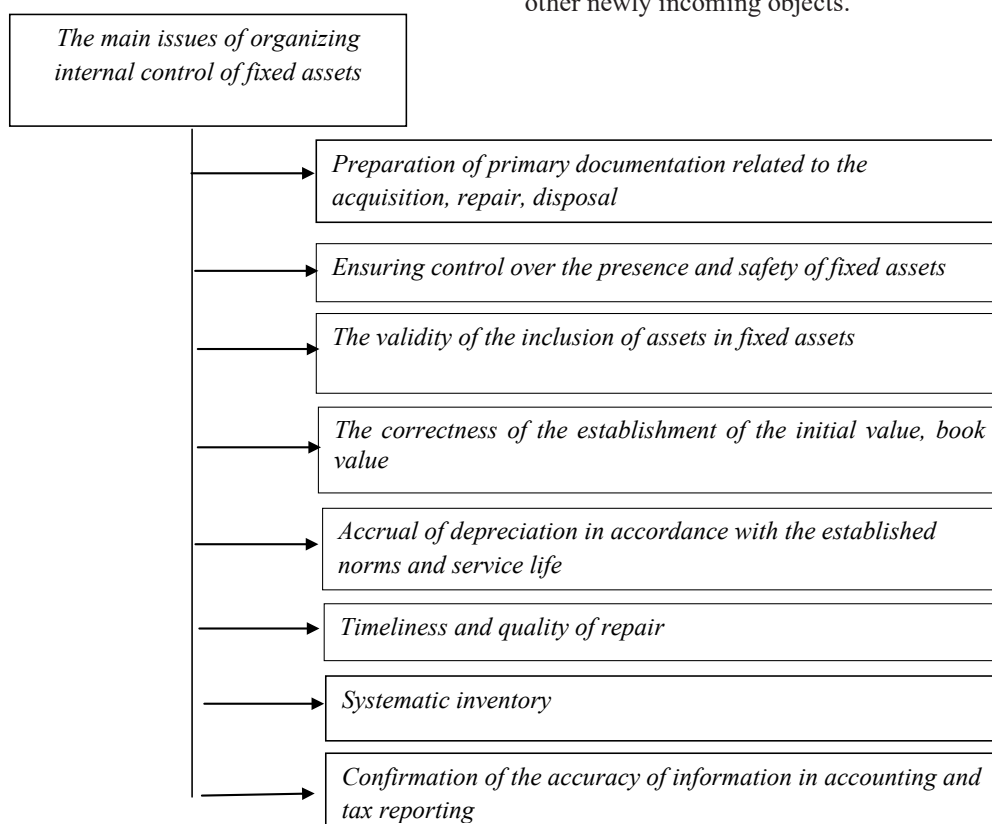 other newly incoming objects.
The main issues of organizing
internal control of fixed assets
Preparation of primary documentation related to the
acquisition, repair, disposal
Ensuring control over the presence and safety of fixed assets
The validity of the inclusion of assets in fixed assets
The correctness of the establishment of the initial value, book
value
Accrual of depreciation in accordance with the established
norms and service life
Timeliness and quality of repair
Systematic inventory
Confirmation of the accuracy of information in accounting and
tax reporting